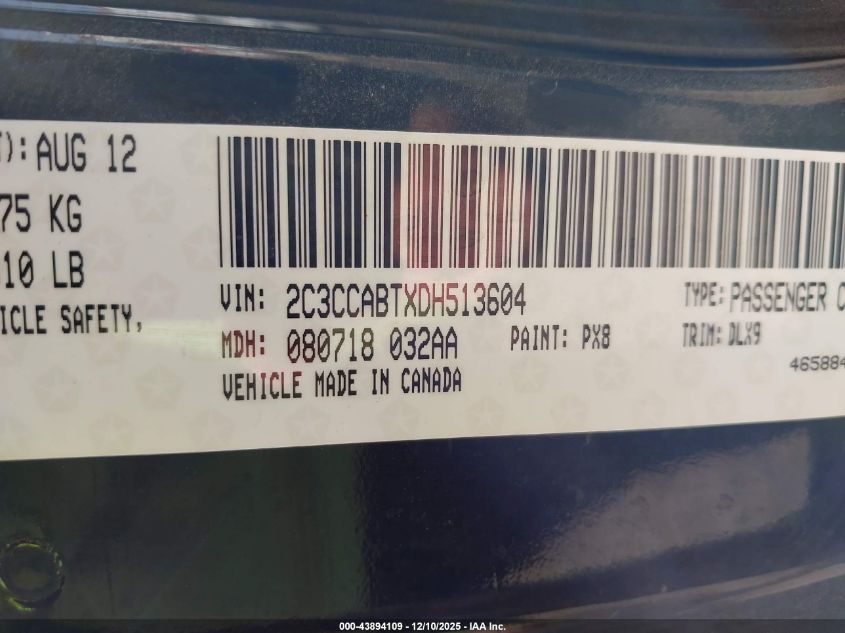 T): AUG 12
75 KG
10 LB
ICLE SAFETY,
VIN: 2C3CCABTXDH513604
TYPE: PASSENGER C
MDH: 080718 032AA
PAINT: PX8
TRIM: DLX9
VEHICLE MADE IN CANADA
465884
000-43894109 - 12/10/2025 - IAA Inc.